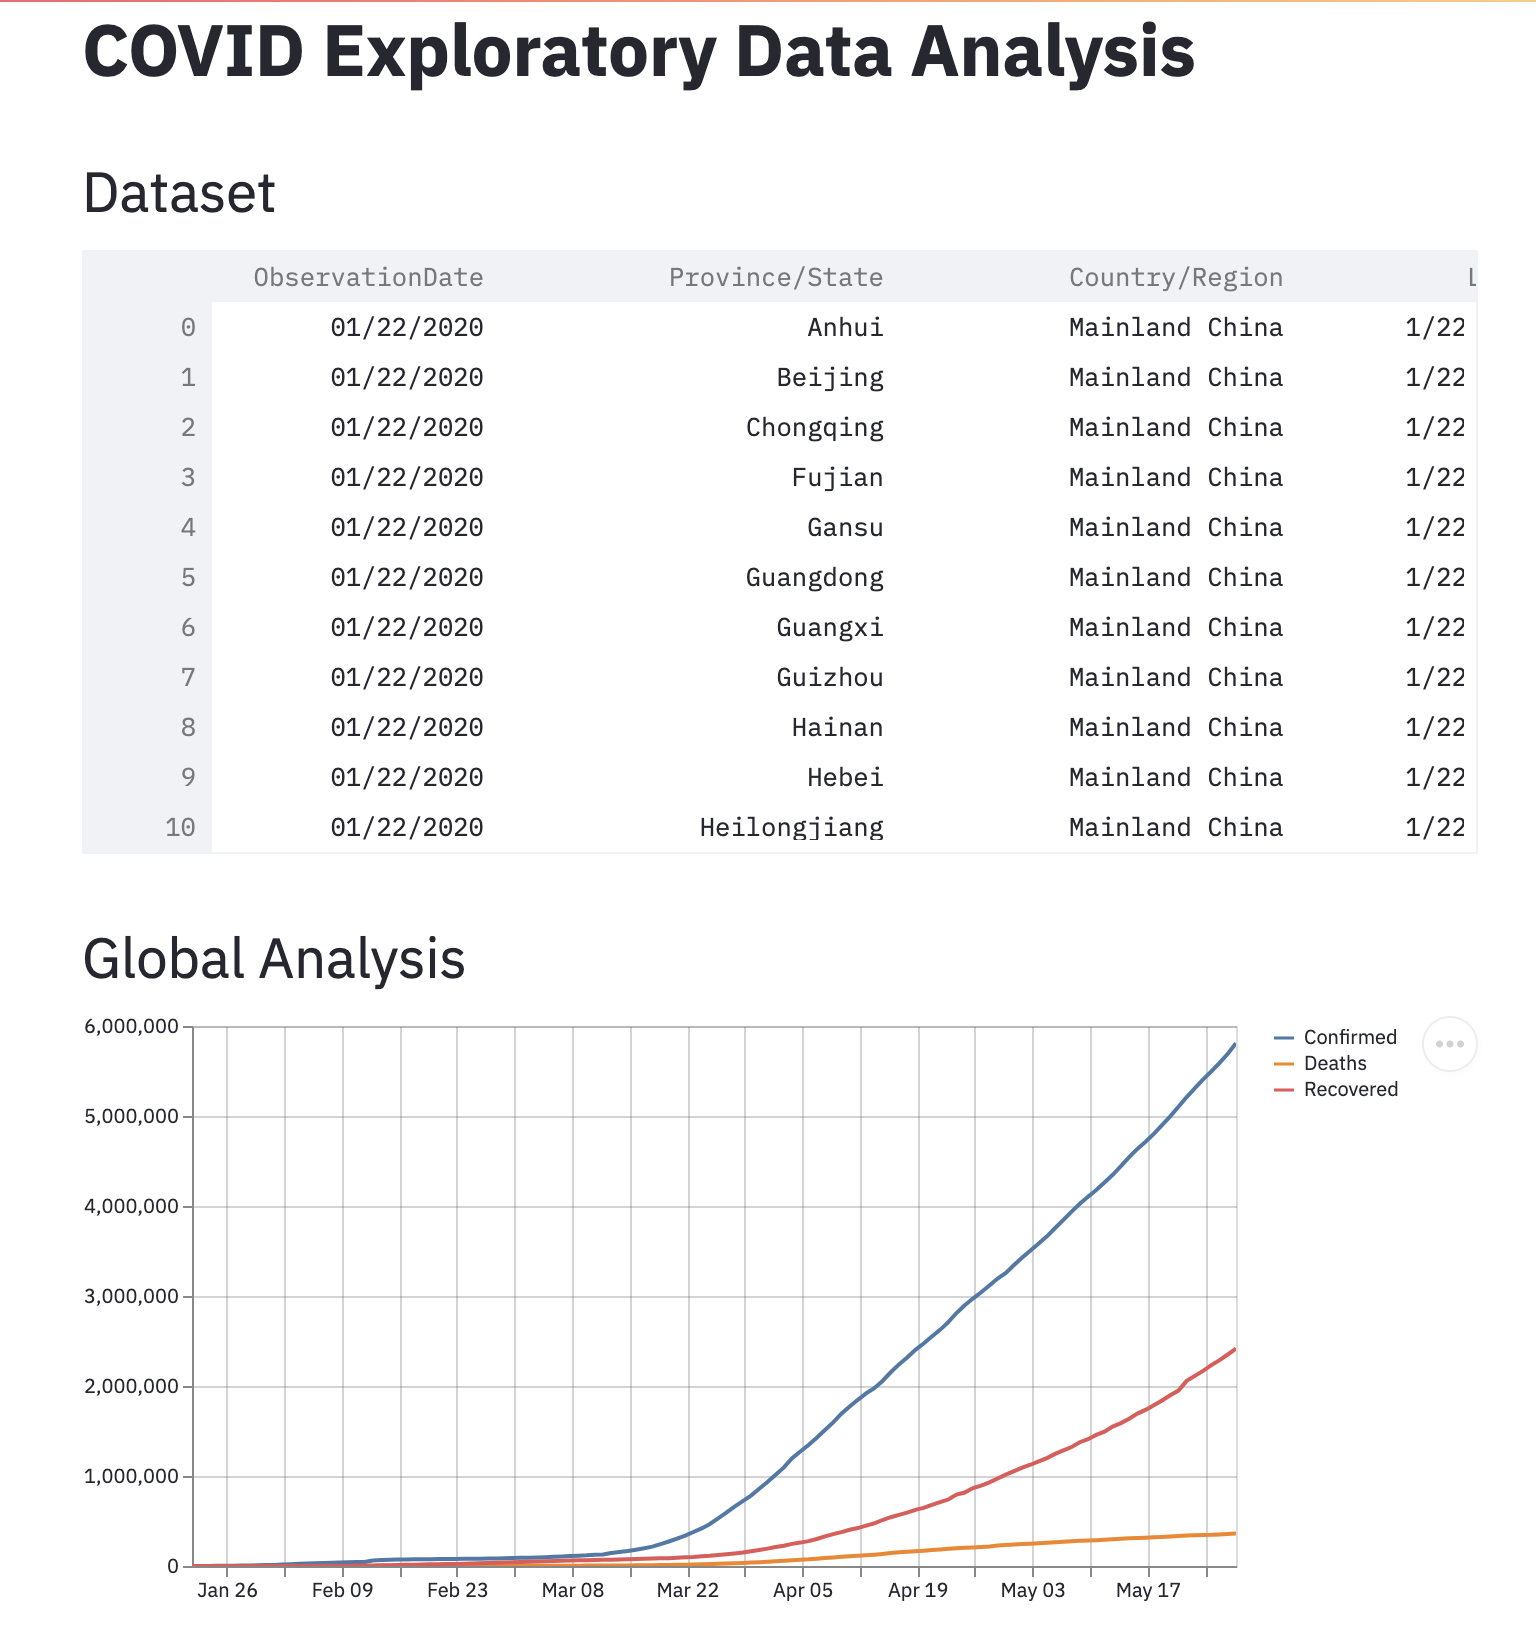 COVID Exploratory Data Analysis
Dataset
ObservationDate Province/State Country/Region
0 01/22/2020 Anhui Mainland China 1/22
1 01/22/2020 Beijing Mainland China 1/22
2 01/22/2020 Chongqing Mainland China 1/22
3 01/22/2020 Fujian Mainland China 1/22
4 01/22/2020 Gansu Mainland China 1/22
5 01/22/2020 Guangdong Mainland China 1/22
6 01/22/2020 Guangxi Mainland China 1/22
7 01/22/2020 Guizhou Mainland China 1/22
8 01/22/2020 Hainan Mainland China 1/22
9 01/22/2020 Hebei Mainland China 1/22
10 01/22/2020 Heilongjiang Mainland China 1/22
Global Analysis
6,000,000
5,000,000
4,000,000
3,000,000
2,000,000
1,000,000
0
Jan 26 Feb 09 Feb 23 Mar 08 Mar 22 Apr 05 Apr 19 May 03 May 17
Confirmed
Deaths
Recovered